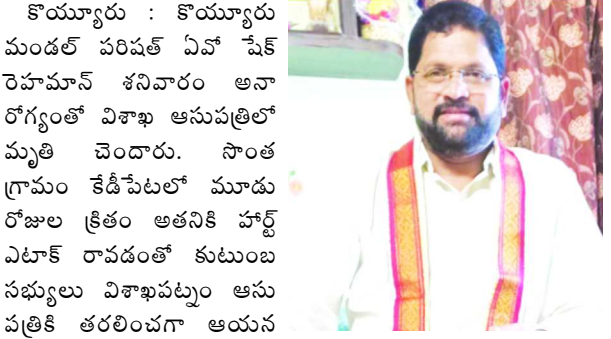 కొయ్యూరు : కొయ్యూరు
మండల్ పరిషత్ ఏవో షేక్
రెహమాన్ శనివారం అనా
రోగ్యంతో విశాఖ ఆసుపత్రిలో
మృతి చెందారు. సొంత
గ్రామం కేడీపేటలో మూడు
రోజుల క్రితం అతనికి హార్ట్
ఎటాక్ రావడంతో కుటుంబ
సభ్యులు విశాఖపట్నం ఆసు
పత్రికి తరలించగా ఆయన